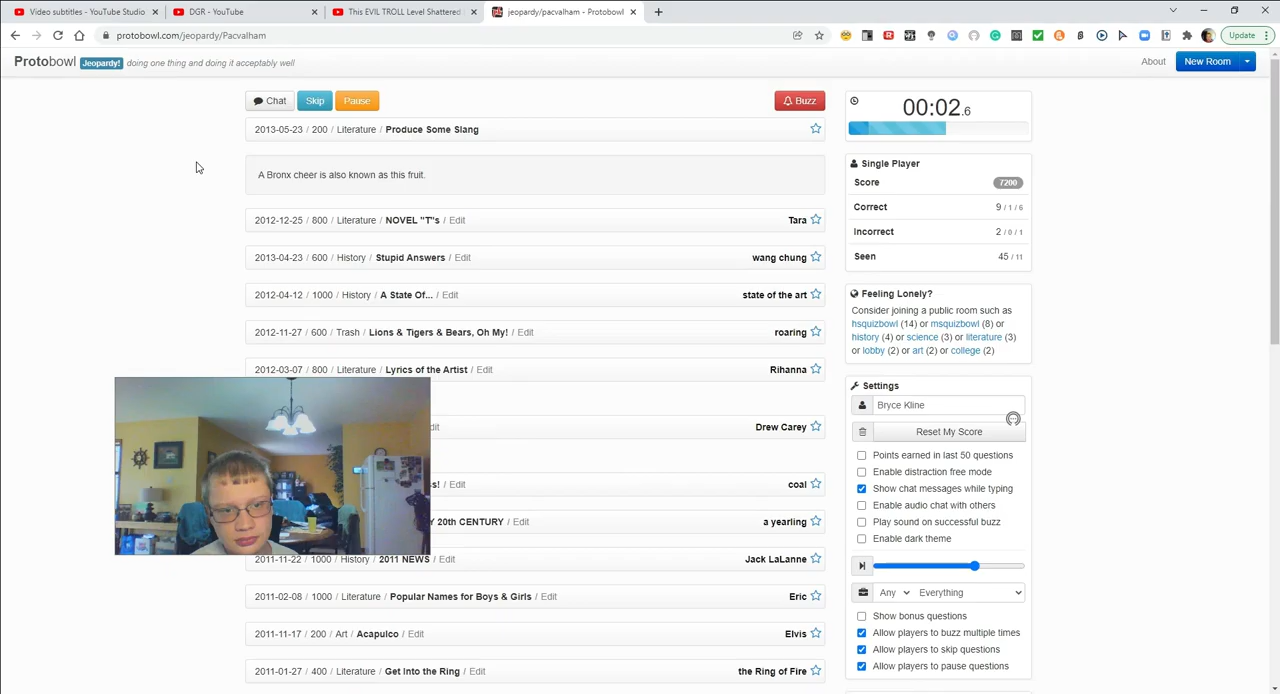 Video subtitles - YouTube Studio
DGR - YouTube
This EVIL TROLL Level Shattered
jeopardy/pacvalham - Protobowl
protobowl.com/jeopardy/Pacvalham
Update
Protobowl Jeopardy! doing one thing and doing it acceptably well
About
New Room
Chat
Skip
Pause
Buzz
2013-05-23 / 200 / Literature / Produce Some Slang
A Bronx cheer is also known as this fruit.
2012-12-25 / 800 / Literature / NOVEL "T"s / Edit Tara
2013-04-23 / 600 / History / Stupid Answers / Edit wang chung
2012-04-12 / 1000 / History / A State Of... / Edit state of the art
2012-11-27 / 600 / Trash / Lions & Tigers & Bears, Oh My! / Edit roaring
2012-03-07 / 800 / Literature / Lyrics of the Artist / Edit Rihanna
dit Drew Carey
s! / Edit coal
Y 20th CENTURY / Edit a yearling
2011-11-22 / 1000 / History / 2011 NEWS / Edit Jack LaLanne
2011-02-08 / 1000 / Literature / Popular Names for Boys & Girls / Edit Eric
2011-11-17 / 200 / Art / Acapulco / Edit Elvis
2011-01-27 / 400 / Literature / Get Into the Ring / Edit the Ring of Fire
00:02.6
Single Player
Score 7200
Correct 9 / 1 / 6
Incorrect 2 / 0 / 1
Seen 45 / 11
Feeling Lonely?
Consider joining a public room such as
hsquizbowl (14) or msquizbowl (8) or
history (4) or science (3) or literature (3)
or lobby (2) or art (2) or college (2)
Settings
Bryce Kline
Reset My Score
Points earned in last 50 questions
Enable distraction free mode
Show chat messages while typing
Enable audio chat with others
Play sound on successful buzz
Enable dark theme
Any Everything
Show bonus questions
Allow players to buzz multiple times
Allow players to skip questions
Allow players to pause questions